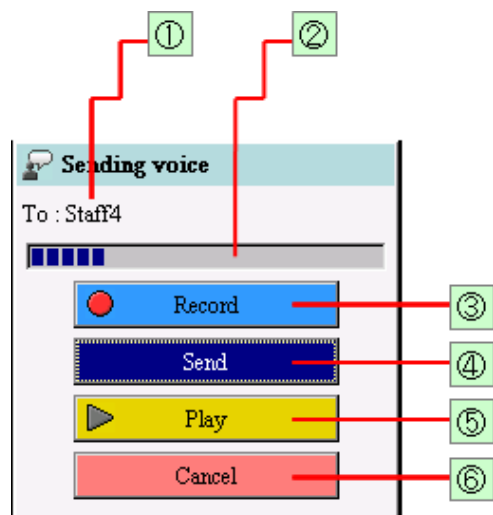 ① ②
Sending voice
To : Staff4
Record ③
Send ④
Play ⑤
Cancel ⑥